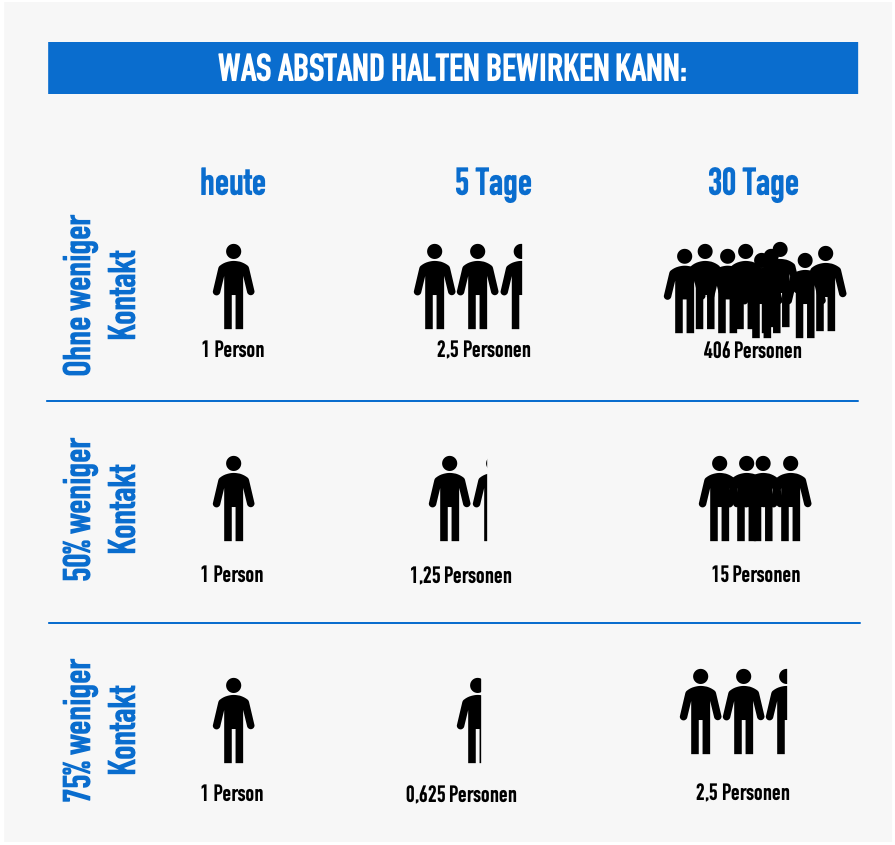 WAS ABSTAND HALTEN BEWIRKEN KANN:
heute
5 Tage
30 Tage
Ohne weniger
Kontakt
1 Person
2,5 Personen
406 Personen
50% weniger
Kontakt
1 Person
1,25 Personen
15 Personen
75% weniger
Kontakt
1 Person
0,625 Personen
2,5 Personen